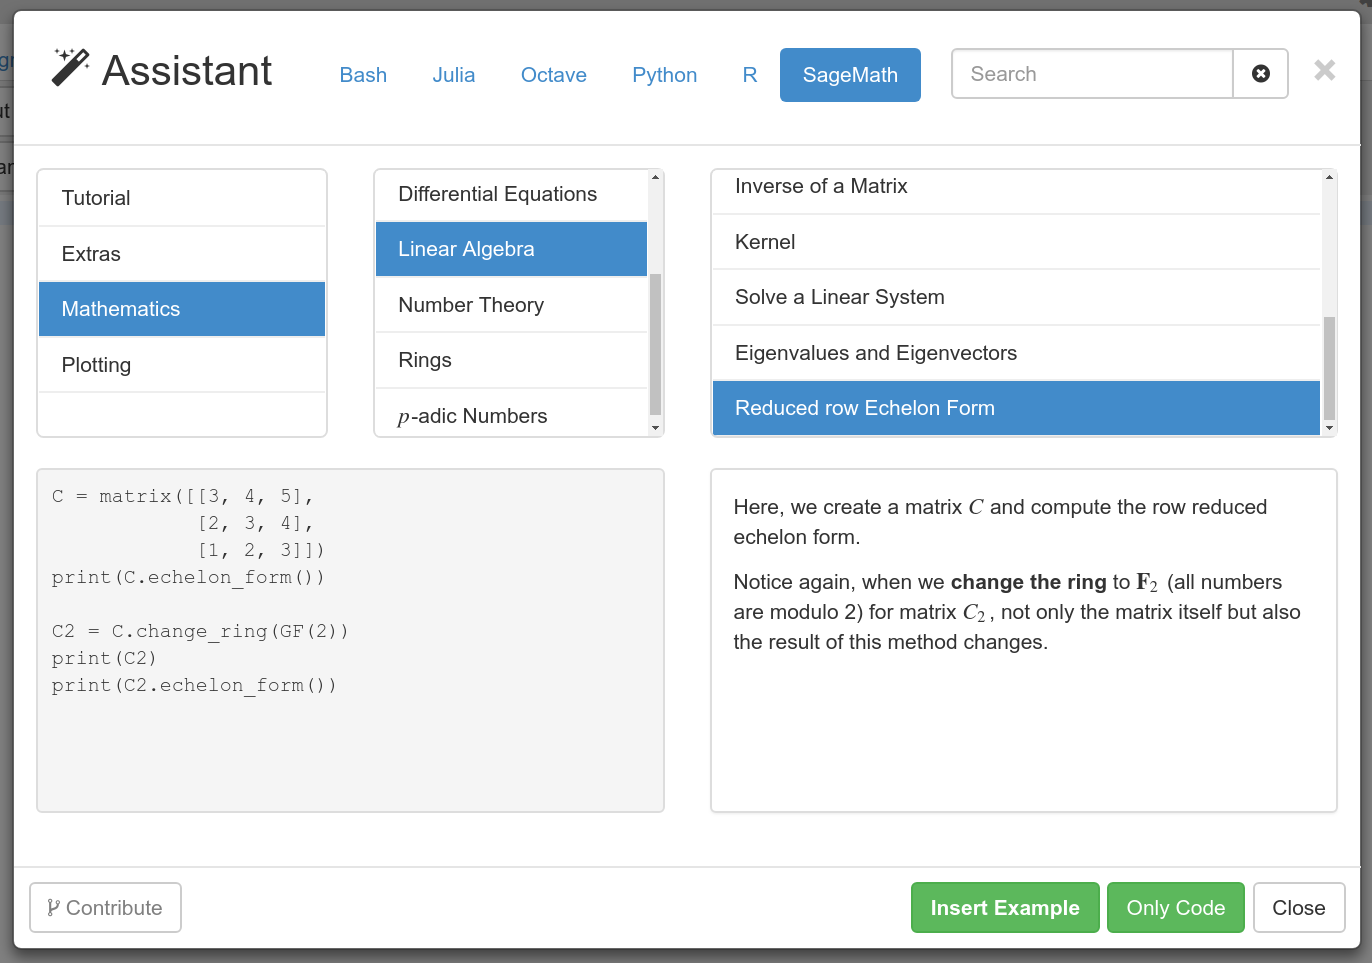 Assistant
Bash Julia Octave Python R SageMath Search
Tutorial
Extras
Mathematics
Plotting
Differential Equations
Linear Algebra
Number Theory
Rings
p-adic Numbers
Inverse of a Matrix
Kernel
Solve a Linear System
Eigenvalues and Eigenvectors
Reduced row Echelon Form
C = matrix([[3, 4, 5],
            [2, 3, 4],
            [1, 2, 3]])
print(C.echelon_form())
C2 = C.change_ring(GF(2))
print(C2)
print(C2.echelon_form())
Here, we create a matrix C and compute the row reduced
echelon form.
Notice again, when we change the ring to F₂ (all numbers
are modulo 2) for matrix C₂, not only the matrix itself but also
the result of this method changes.
Contribute
Insert Example Only Code Close